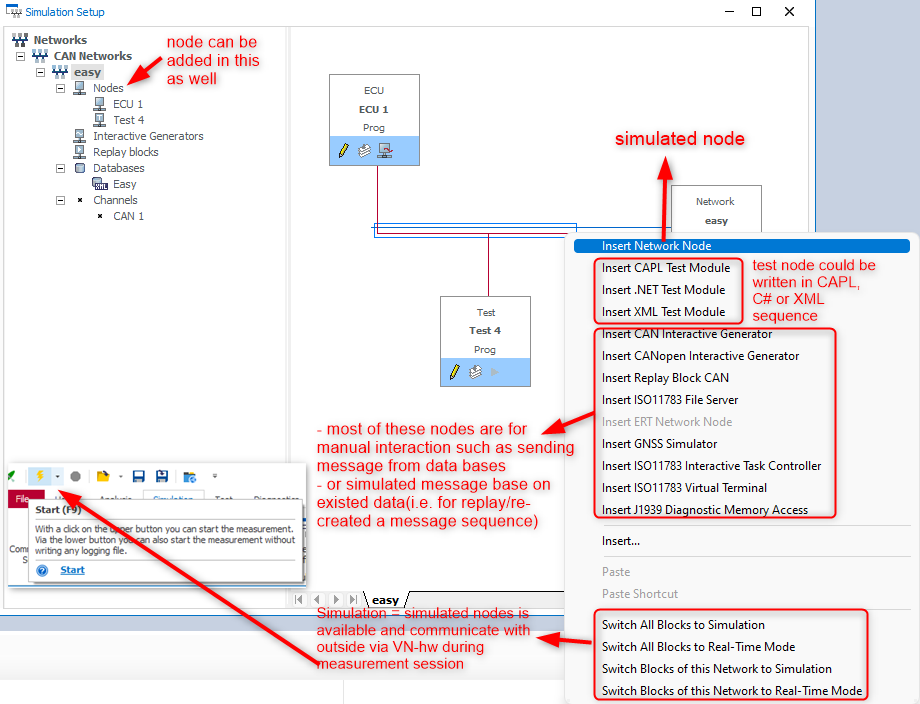 Simulation Setup
Networks
CAN Networks
easy
Nodes
ECU 1
Test 4
Interactive Generators
Replay blocks
Databases
Easy
Channels
CAN 1
node can be
added in this
as well
ECU
ECU 1
Prog
simulated node
Network
easy
Test
Test 4
Prog
Insert Network Node
Insert CAPL Test Module
Insert .NET Test Module
Insert XML Test Module
test node could be
written in CAPL,
C# or XML
sequence
Insert CAN Interactive Generator
Insert CANopen Interactive Generator
Insert Replay Block CAN
Insert ISO11783 File Server
Insert ERT Network Node
Insert GNSS Simulator
Insert ISO11783 Interactive Task Controller
Insert ISO11783 Virtual Terminal
Insert J1939 Diagnostic Memory Access
Insert...
Paste
Paste Shortcut
Switch All Blocks to Simulation
Switch All Blocks to Real-Time Mode
Switch Blocks of this Network to Simulation
Switch Blocks of this Network to Real-Time Mode
- most of these nodes are for
manual interaction such as sending
message from data bases
- or simulated message base on
existed data(i.e. for replay/re-
created a message sequence)
File
Analysis
Simulation
Test
Diagnostics
Start (F9)
With a click on the upper button you can start the measurement.
Via the lower button you can also start the measurement without
writing any logging file.
Start
easy
Simulation = simulated nodes is
available and communicate with
outside via VN-hw during
measurement session